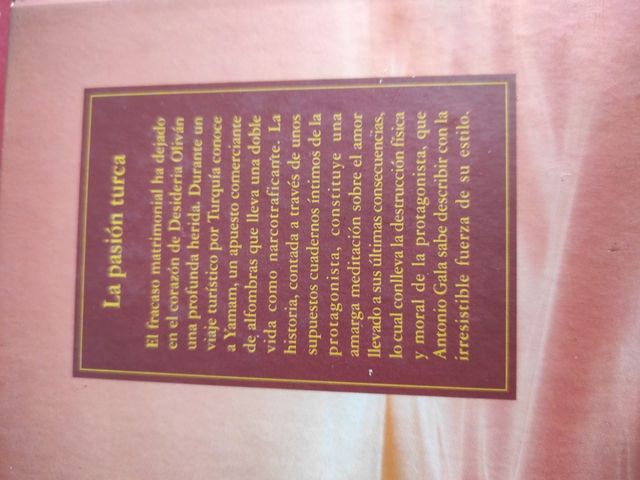 La pasión turca
El fracaso matrimonial ha dejado
en el corazón de Desideria Oliván
una profunda herida. Durante un
viaje turístico por Turquía conoce
a Yamam, un apuesto comerciante
de alfombras que lleva una doble
vida como narcotraficante. La
historia, contada a través de unos
supuestos cuadernos íntimos de la
protagonista, constituye una
amarga meditación sobre el amor
llevado a sus últimas consecuencias,
lo cual conlleva la destrucción física
y moral de la protagonista, que
Antonio Gala sabe describir con la
irresistible fuerza de su estilo.